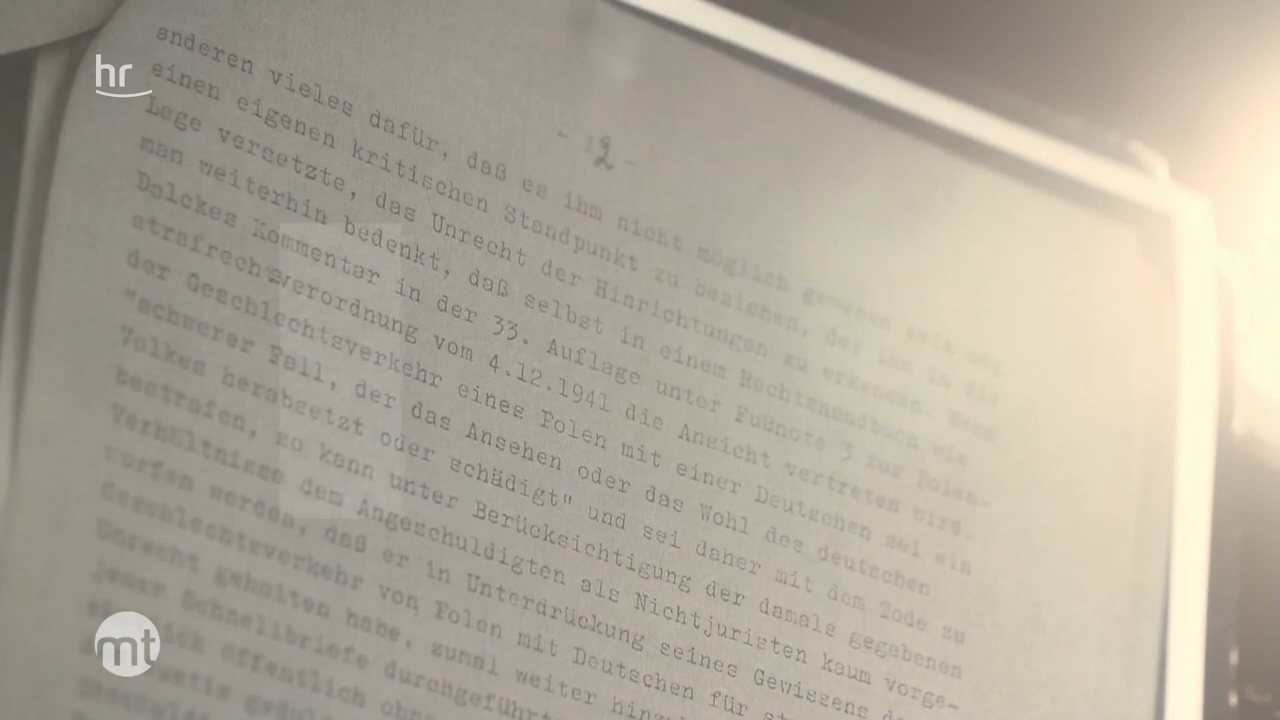 hr
- 12 -
anderen vieles dafür, daß es ihm nicht möglich gewesen sein
einen eigenen kritischen Standpunkt zu beziehen, der ihn in die
Lage versetzte, das Unrecht der Hinrichtungen zu erkennen. Wenn
man weiterhin bedenkt, daß selbst in einem Rechtshandbuch wie
Dalckes Kommentar in der 33. Auflage unter Fußnote 3 zur Polen-
strafrechtsverordnung vom 4.12.1941 die Ansicht vertreten wird,
der Geschlechtsverkehr eines Polen mit einer Deutschen sei ein
"schwerer Fall, der das Ansehen oder das Wohl des deutschen
Volkes herabsetzt oder schädigt" und sei daher mit dem Tode zu
bestrafen, so kann unter Berücksichtigung der damals gegebenen
Verhältnisse dem Angeschuldigten als Nichtjuristen kaum vorge-
worfen werden, daß er in Unterdrückung seines Gewissens
Geschlechtsverkehr von Polen mit Deutschen für
Unrecht gehalten habe, zumal weiter
jener Schnellbriefe durchgeführt
öffentlich
mt